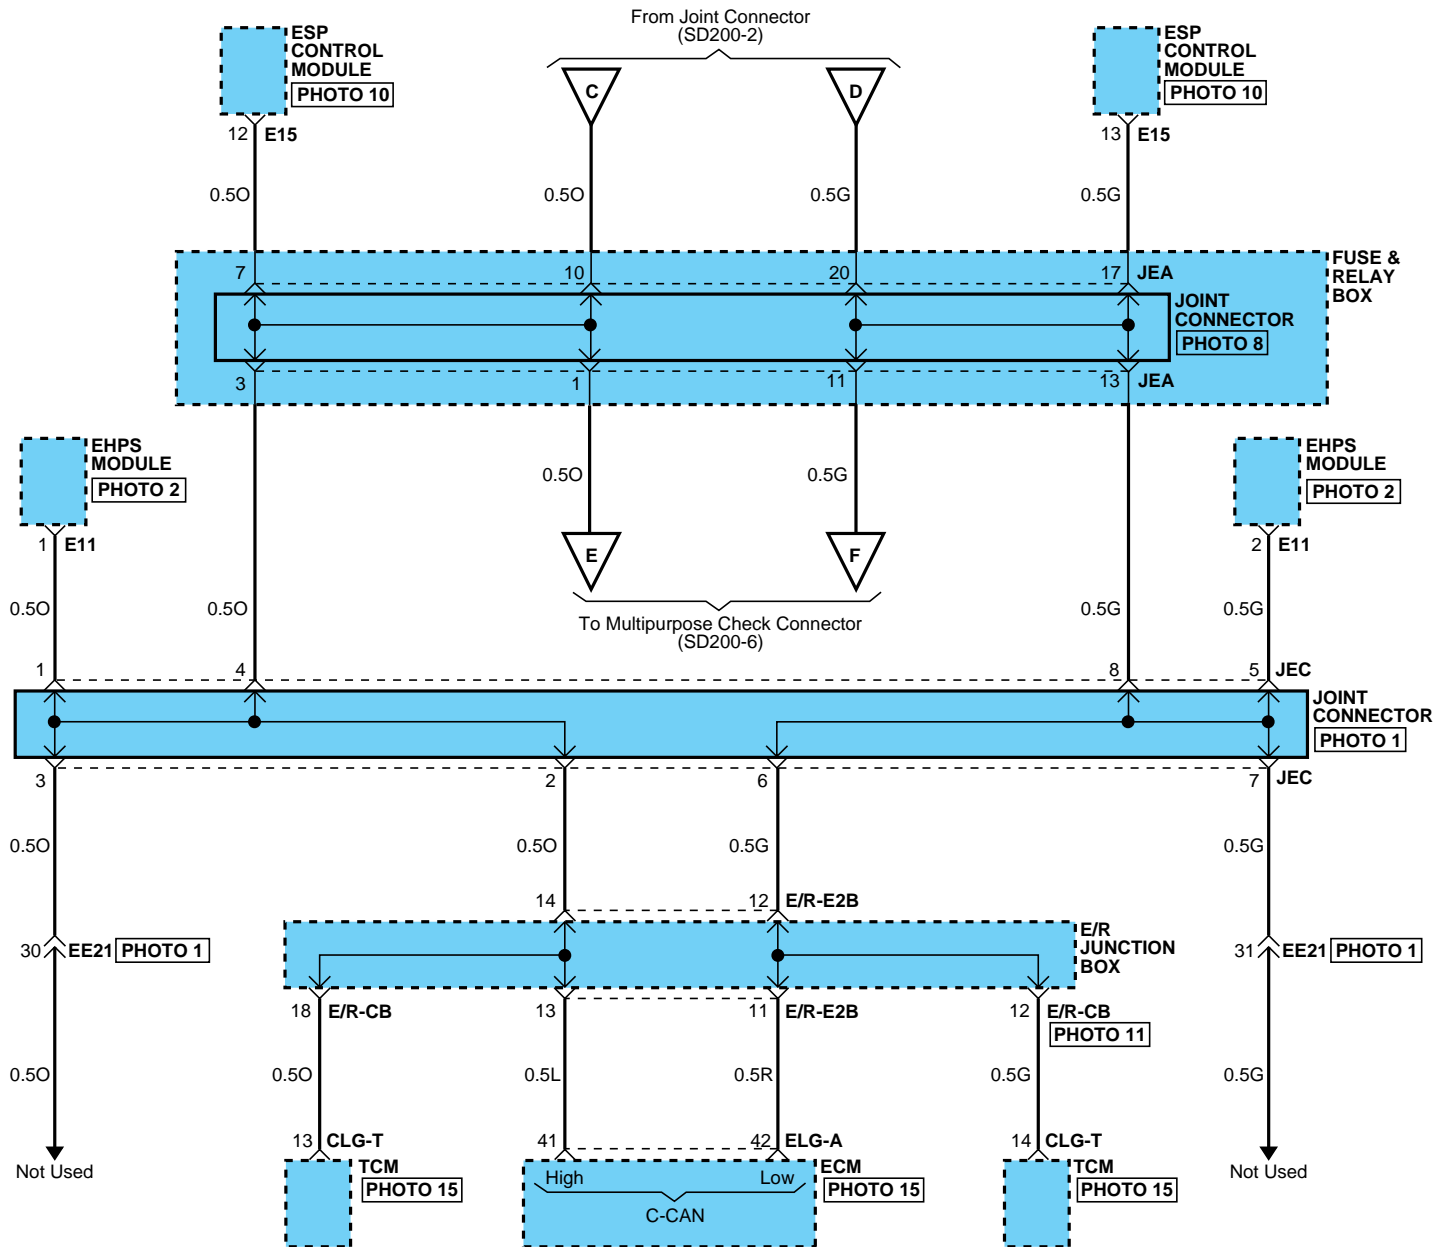 From Joint Connector
(SD200-2)
ESP
CONTROL
MODULE
PHOTO 10
C
D
ESP
CONTROL
MODULE
PHOTO 10
12 E15
13 E15
0.5O
0.5O
0.5G
0.5G
FUSE &
RELAY
BOX
7
10
20
17 JEA
JOINT
CONNECTOR
PHOTO 8
3
1
11
13 JEA
EHPS
MODULE
PHOTO 2
0.5O
0.5G
EHPS
MODULE
PHOTO 2
1 E11
E
F
2 E11
0.5O
0.5O
To Multipurpose Check Connector
(SD200-6)
0.5G
0.5G
1
4
8
5 JEC
JOINT
CONNECTOR
PHOTO 1
3
2
6
7 JEC
0.5O
0.5O
0.5G
0.5G
14
12 E/R-E2B
E/R
JUNCTION
BOX
30 EE21 PHOTO 1
31 EE21 PHOTO 1
18 E/R-CB
13
11 E/R-E2B
12 E/R-CB
PHOTO 11
0.5O
0.5O
0.5L
0.5R
0.5G
0.5G
13 CLG-T
41
42 ELG-A
14 CLG-T
Not Used
TCM
PHOTO 15
High
Low
C-CAN
ECM
PHOTO 15
TCM
PHOTO 15
Not Used